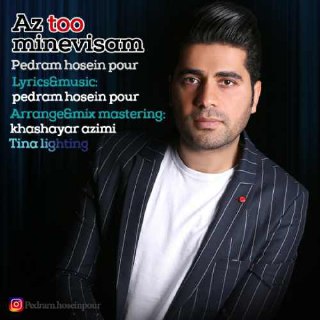 Az too
minevisam
Pedram hosein pour
Lyrics&music:
pedram hosein pour
Arrange&mix mastering:
khashayar azimi
Tina lighting
Pedram.hoseinpour